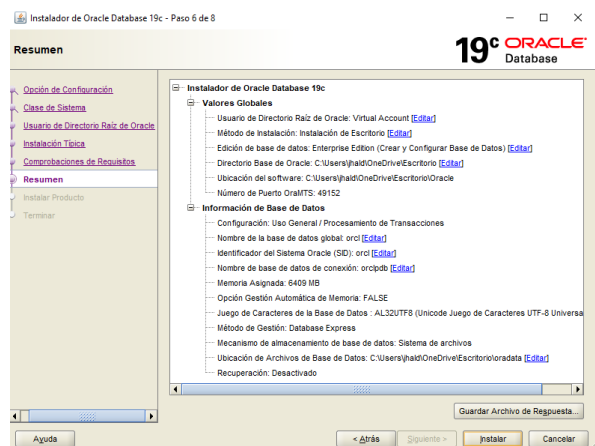 Instalador de Oracle Database 19c - Paso 6 de 8
Resumen
19c ORACLE
Database
Opción de Configuración
Clase de Sistema
Usuario de Directorio Raíz de Oracle
Instalación Típica
Comprobaciones de Requisitos
Resumen
Instalar Producto
Terminar
Instalador de Oracle Database 19c
Valores Globales
Usuario de Directorio Raíz de Oracle: Virtual Account [Editar]
Método de Instalación: Instalación de Escritorio [Editar]
Edición de base de datos: Enterprise Edition (Crear y Configurar Base de Datos) [Editar]
Directorio Base de Oracle: C:\Users\jhald\OneDrive\Escritorio [Editar]
Ubicación del software: C:\Users\jhald\OneDrive\Escritorio\Oracle
Número de Puerto OraMTS: 49152
Información de Base de Datos
Configuración: Uso General / Procesamiento de Transacciones
Nombre de la base de datos global: orcl [Editar]
Identificador del Sistema Oracle (SID): orcl [Editar]
Nombre de base de datos de conexión: orclpdb [Editar]
Memoria Asignada: 6409 MB
Opción Gestión Automática de Memoria: FALSE
Juego de Caracteres de la Base de Datos : AL32UTF8 (Unicode Juego de Caracteres UTF-8 Universa
Método de Gestión: Database Express
Mecanismo de almacenamiento de base de datos: Sistema de archivos
Ubicación de Archivos de Base de Datos: C:\Users\jhald\OneDrive\Escritorio\oradata [Editar]
Recuperación: Desactivado
Guardar Archivo de Respuesta...
Ayuda
< Atrás
Siguiente >
Instalar
Cancelar